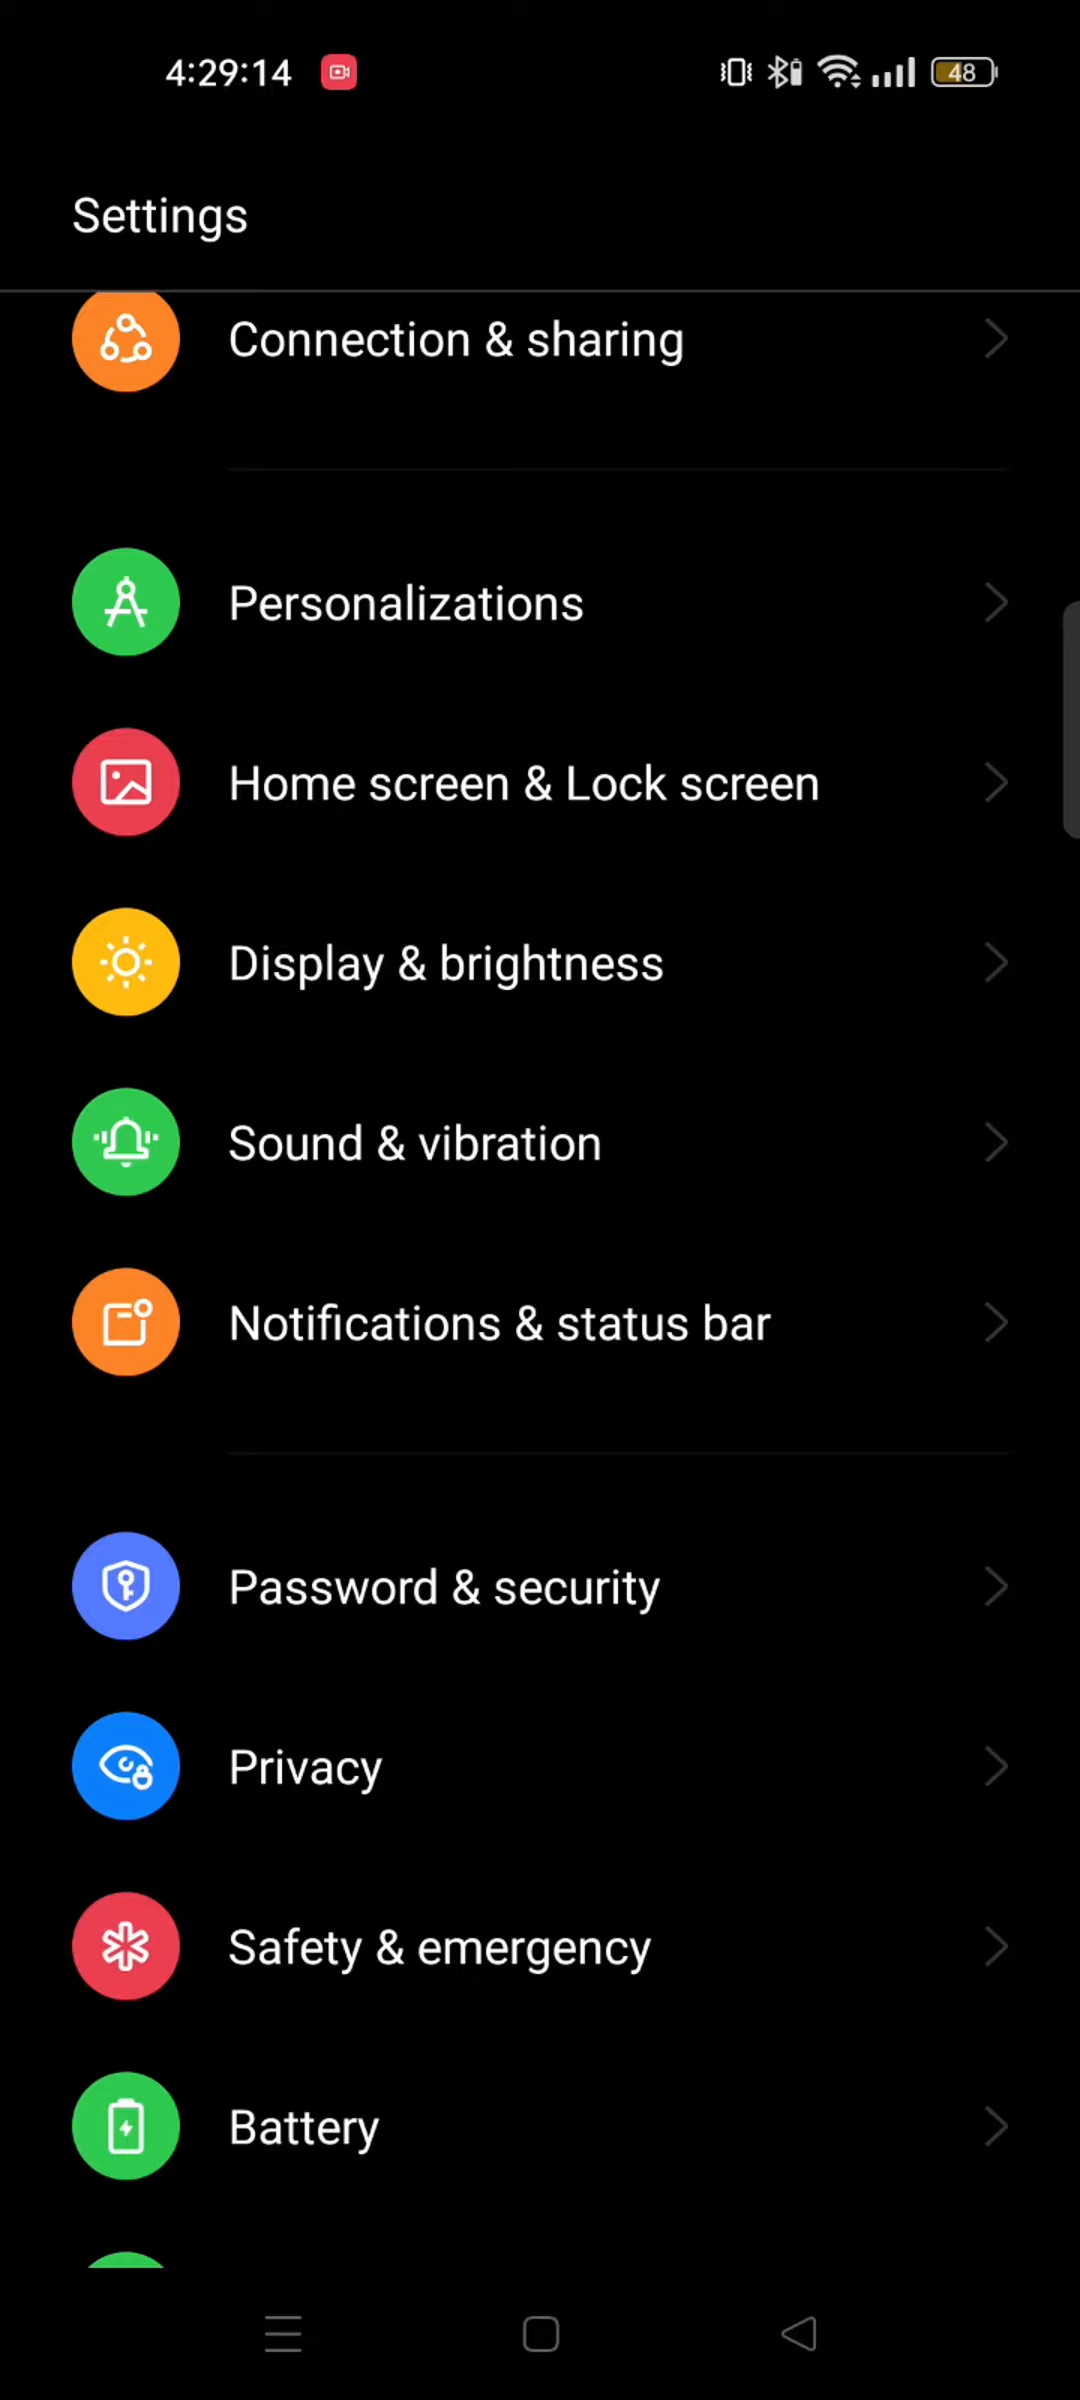 4:29:14
48
Settings
Connection & sharing
Personalizations
Home screen & Lock screen
Display & brightness
Sound & vibration
Notifications & status bar
Password & security
Privacy
Safety & emergency
Battery